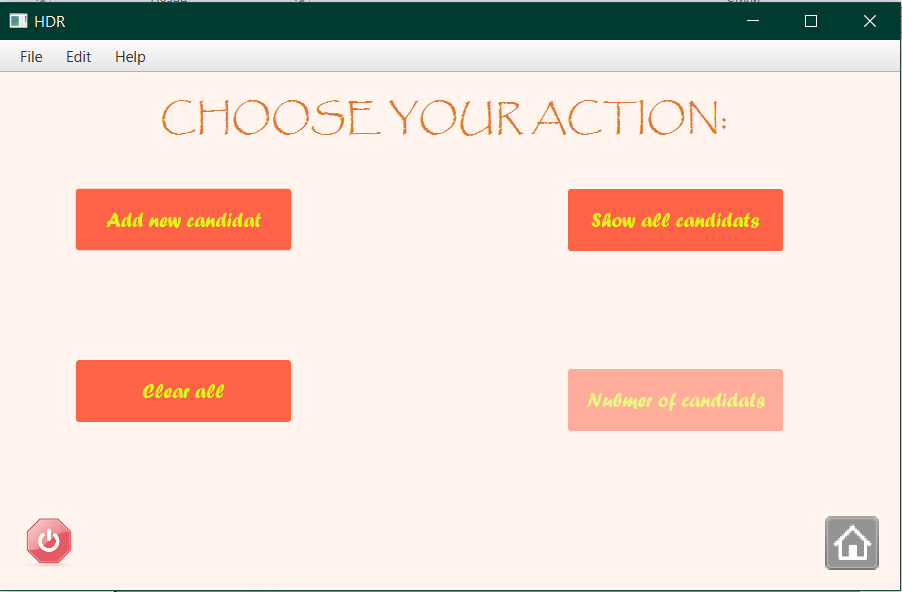 HDR
File Edit Help
CHOOSE YOUR ACTION:
Add new candidat
Show all candidats
Clear all
Nubmer of candidats